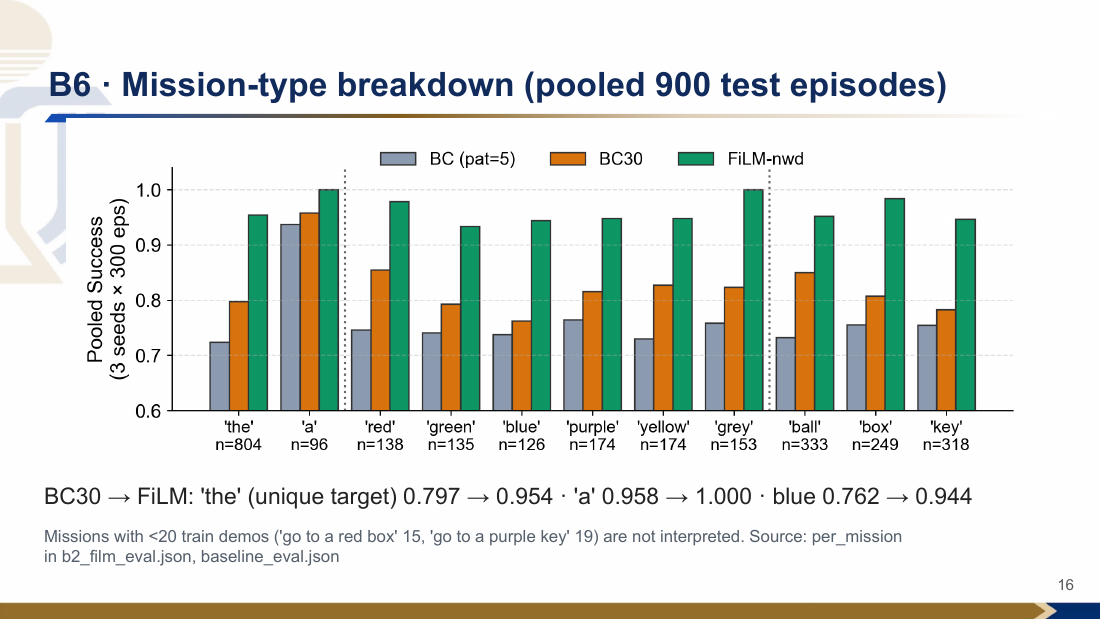 B6 · Mission-type breakdown (pooled 900 test episodes)
BC (pat=5) BC30 FiLM-nwd
Pooled Success
(3 seeds × 300 eps)
1.0
0.9
0.8
0.7
0.6
'the' 'a' 'red' 'green' 'blue' 'purple' 'yellow' 'grey' 'ball' 'box' 'key'
n=804 n=96 n=138 n=135 n=126 n=174 n=174 n=153 n=333 n=249 n=318
BC30 → FiLM: 'the' (unique target) 0.797 → 0.954 · 'a' 0.958 → 1.000 · blue 0.762 → 0.944
Missions with <20 train demos ('go to a red box' 15, 'go to a purple key' 19) are not interpreted. Source: per_mission
in b2_film_eval.json, baseline_eval.json
16